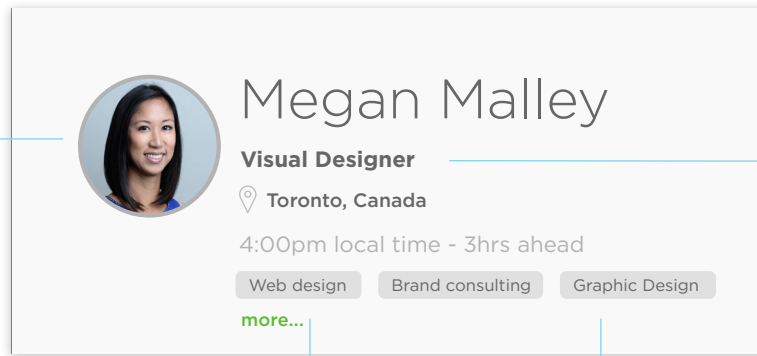 Megan Malley
Visual Designer
Toronto, Canada
4:00pm local time - 3hrs ahead
Web design Brand consulting Graphic Design
more...